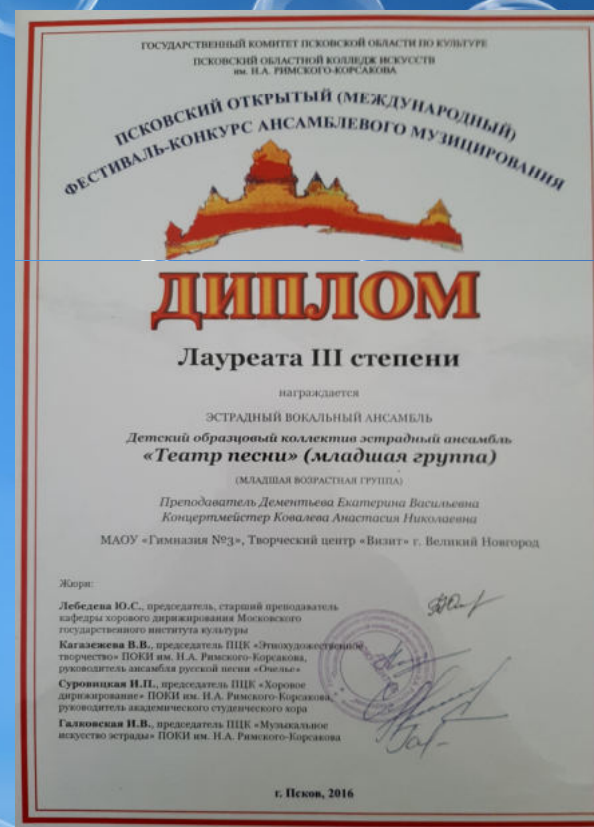 ГОСУДАРСТВЕННЫЙ КОМИТЕТ ПСКОВСКОЙ ОБЛАСТИ ПО КУЛЬТУРЕ
ПСКОВСКИЙ ОБЛАСТНОЙ КОЛЛЕДЖ ИСКУССТВ
им. Н.А. РИМСКОГО-КОРСАКОВА
ПСКОВСКИЙ ОТКРЫТЫЙ (МЕЖДУНАРОДНЫЙ)
ФЕСТИВАЛЬ-КОНКУРС АНСАМБЛЕВОГО МУЗИЦИРОВАНИЯ
ДИПЛОМ
Лауреата III степени
награждается
ЭСТРАДНЫЙ ВОКАЛЬНЫЙ АНСАМБЛЬ
Детский образцовый коллектив эстрадный ансамбль
«Театр песни» (младшая группа)
(МЛАДШАЯ ВОЗРАСТНАЯ ГРУППА)
Преподаватель Дементьева Екатерина Васильевна
Концертмейстер Ковалева Анастасия Николаевна
МАОУ «Гимназия №3», Творческий центр «Визит» г. Великий Новгород
Жюри:
Лебедева Ю.С., председатель, старший преподаватель
кафедры хорового дирижирования Московского
государственного института культуры
Кагазежева В.В., председатель ПЦК «Этнохудожественное
творчество» ПОКИ им. Н.А. Римского-Корсакова,
руководитель ансамбля русской песни «Очелье»
Суровицкая И.П., председатель ПЦК «Хоровое
дирижирование» ПОКИ им. Н.А. Римского-Корсакова,
руководитель академического студенческого хора
Галковская И.В., председатель ПЦК «Музыкальное
искусство эстрады» ПОКИ им. Н.А. Римского-Корсакова
г. Псков, 2016